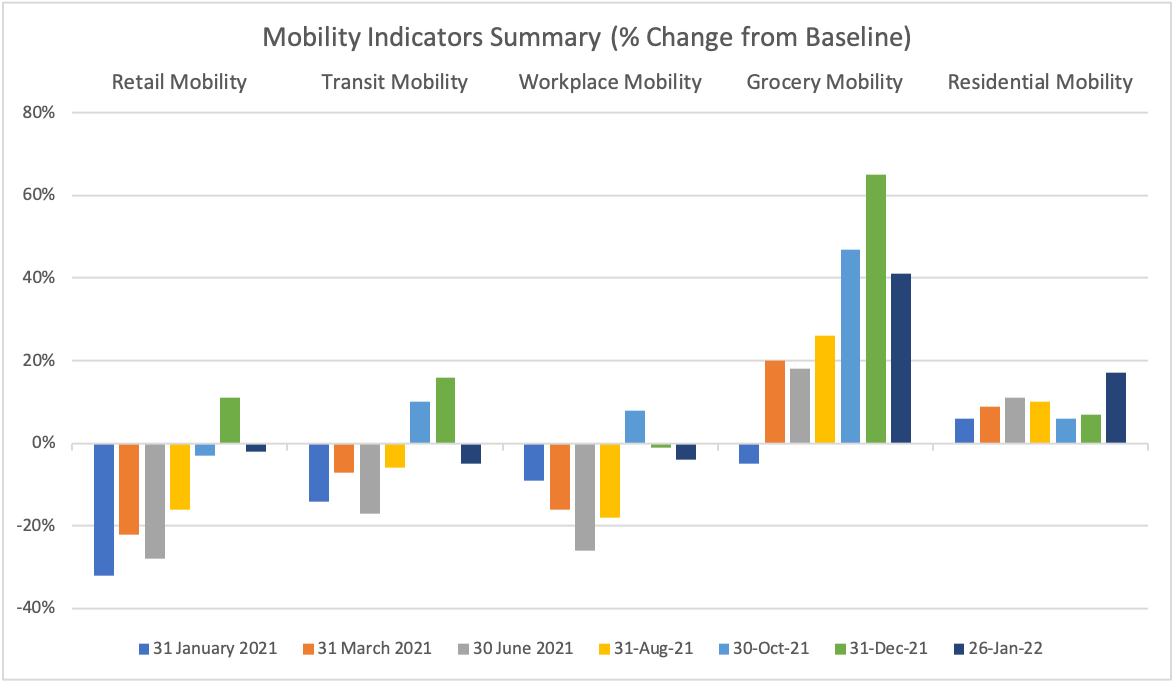 Mobility Indicators Summary (% Change from Baseline)
Retail Mobility Transit Mobility Workplace Mobility Grocery Mobility Residential Mobility
80%
60%
40%
20%
0%
-20%
-40%
31 January 2021 31 March 2021 30 June 2021 31-Aug-21 30-Oct-21 31-Dec-21 26-Jan-22